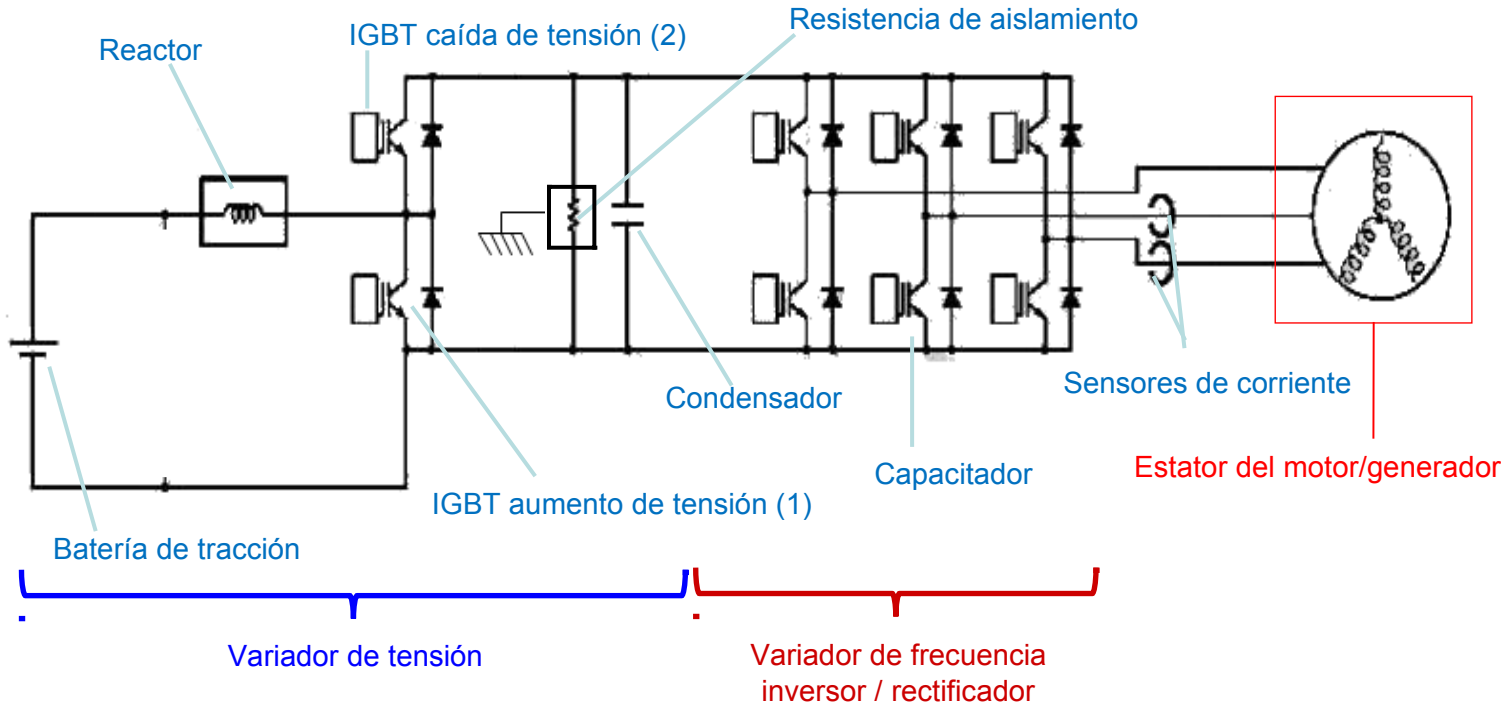 Resistencia de aislamiento
IGBT caída de tensión (2)
Reactor
Condensador
Sensores de corriente
Capacitador
Estator del motor/generador
IGBT aumento de tensión (1)
Batería de tracción
Variador de tensión
Variador de frecuencia
inversor / rectificador